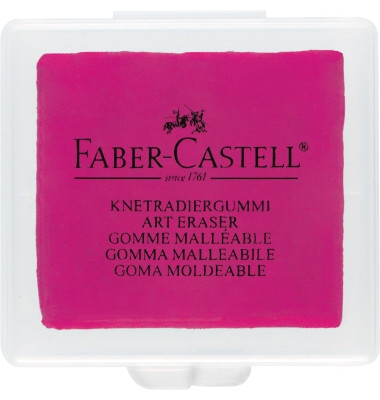 FABER-CASTELL®
since 1761
KNETRADIERGUMMI
ART ERASER
GOMME MALLÉABLE
GOMMA MALLEABILE
GOMA MOLDEABLE